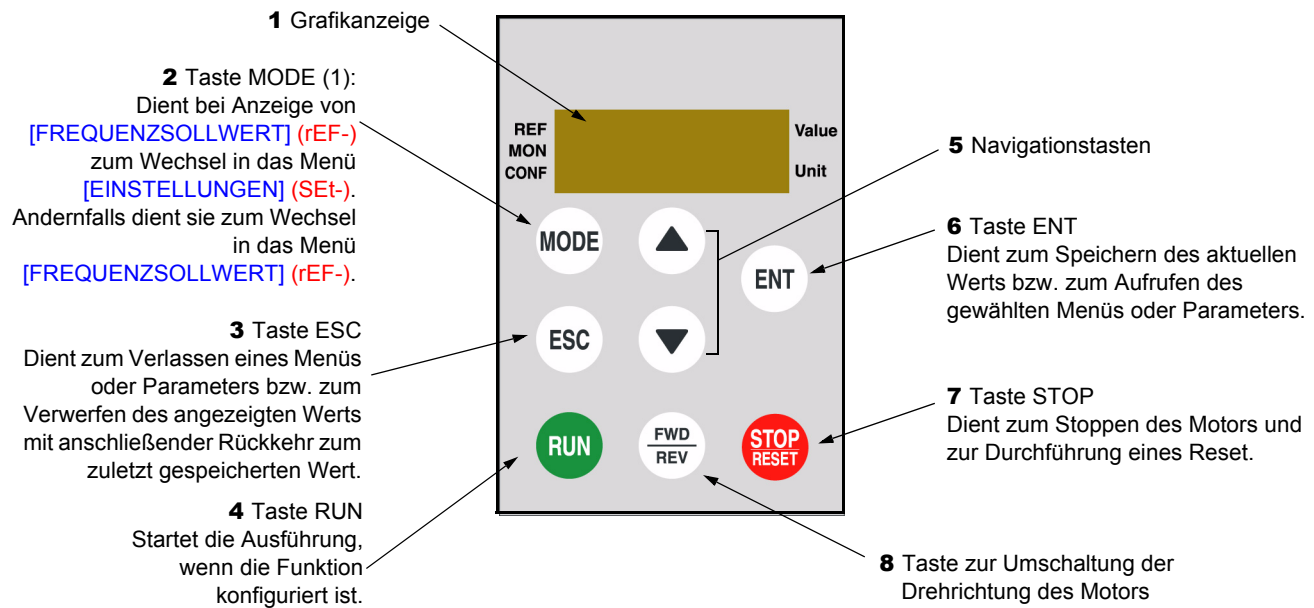 1 Grafikanzeige
2 Taste MODE (1):
Dient bei Anzeige von
[FREQUENZSOLLWERT] (rEF-)
zum Wechsel in das Menü
[EINSTELLUNGEN] (SEt-).
Andernfalls dient sie zum Wechsel
in das Menü
[FREQUENZSOLLWERT] (rEF-).
3 Taste ESC
Dient zum Verlassen eines Menüs
oder Parameters bzw. zum
Verwerfen des angezeigten Werts
mit anschließender Rückkehr zum
zuletzt gespeicherten Wert.
4 Taste RUN
Startet die Ausführung,
wenn die Funktion
konfiguriert ist.
REF
MON
CONF
Value
Unit
MODE
ENT
ESC
RUN
FWD
REV
STOP
RESET
5 Navigationstasten
6 Taste ENT
Dient zum Speichern des aktuellen
Werts bzw. zum Aufrufen des
gewählten Menüs oder Parameters.
7 Taste STOP
Dient zum Stoppen des Motors und
zur Durchführung eines Reset.
8 Taste zur Umschaltung der
Drehrichtung des Motors